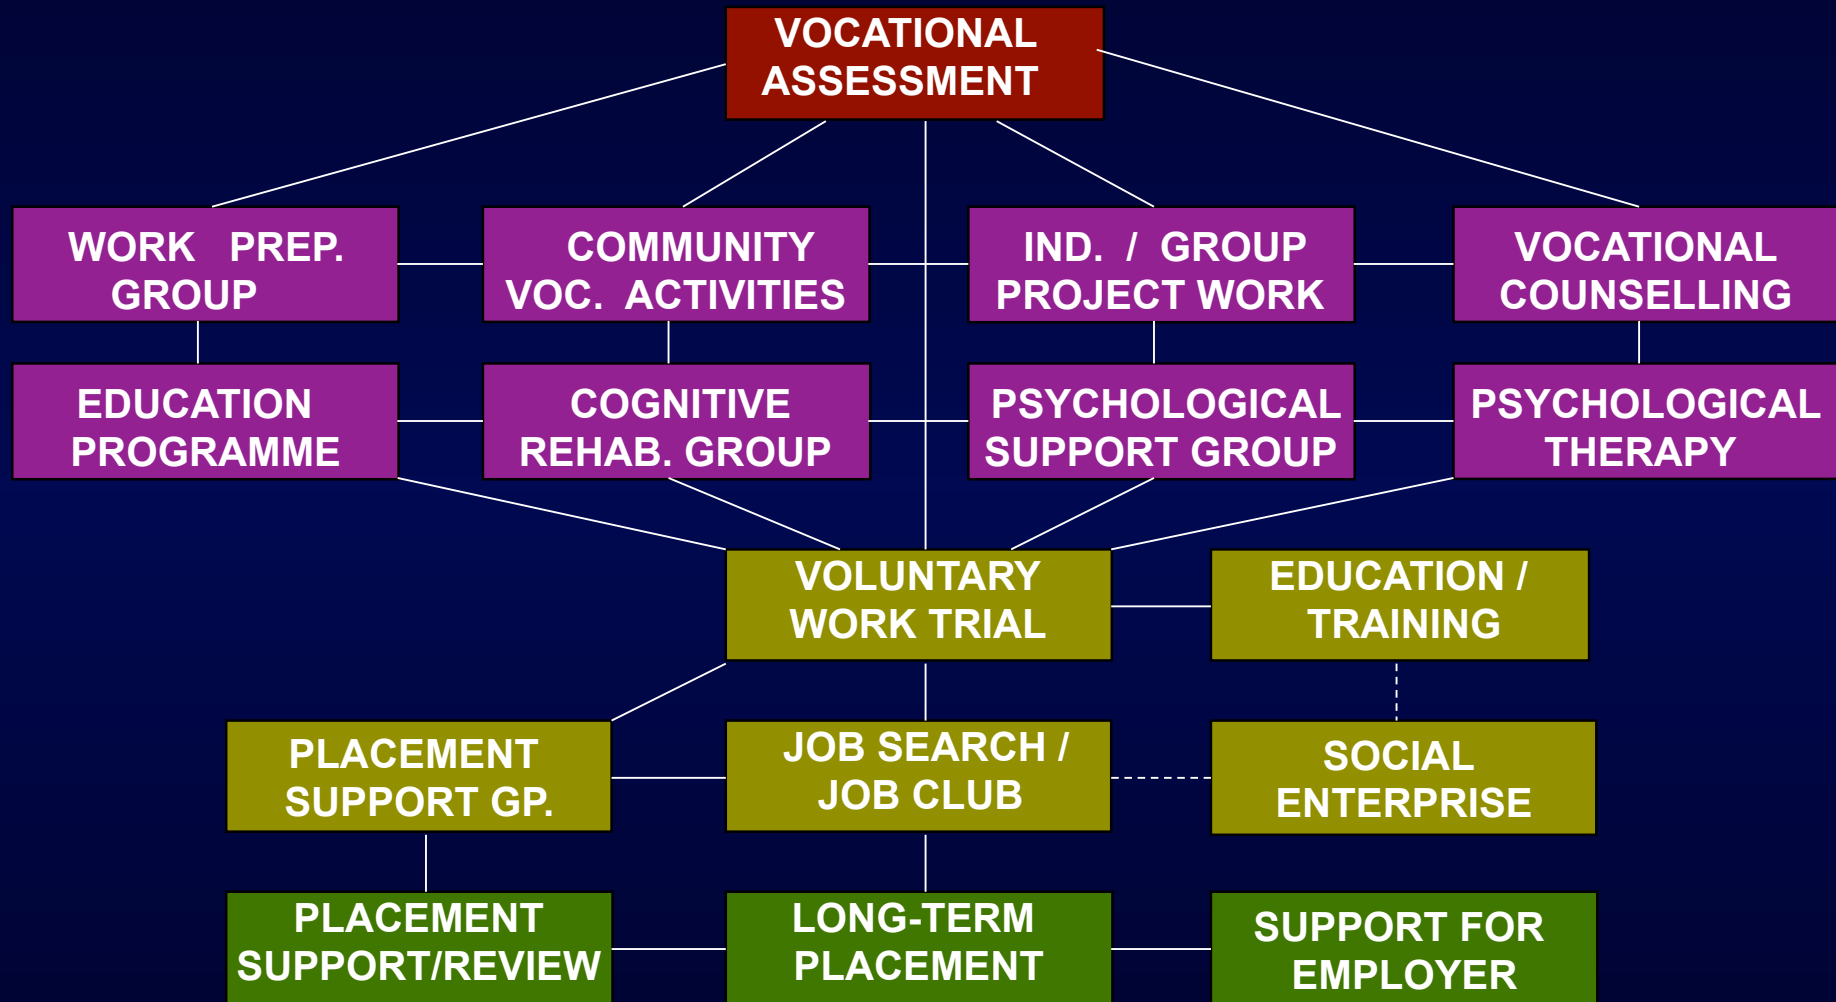 VOCATIONAL
ASSESSMENT
WORK PREP.
GROUP
COMMUNITY
VOC. ACTIVITIES
IND. / GROUP
PROJECT WORK
VOCATIONAL
COUNSELLING
EDUCATION
PROGRAMME
COGNITIVE
REHAB. GROUP
PSYCHOLOGICAL
SUPPORT GROUP
PSYCHOLOGICAL
THERAPY
VOLUNTARY
WORK TRIAL
EDUCATION /
TRAINING
PLACEMENT
SUPPORT GP.
JOB SEARCH /
JOB CLUB
SOCIAL
ENTERPRISE
PLACEMENT
SUPPORT/REVIEW
LONG-TERM
PLACEMENT
SUPPORT FOR
EMPLOYER